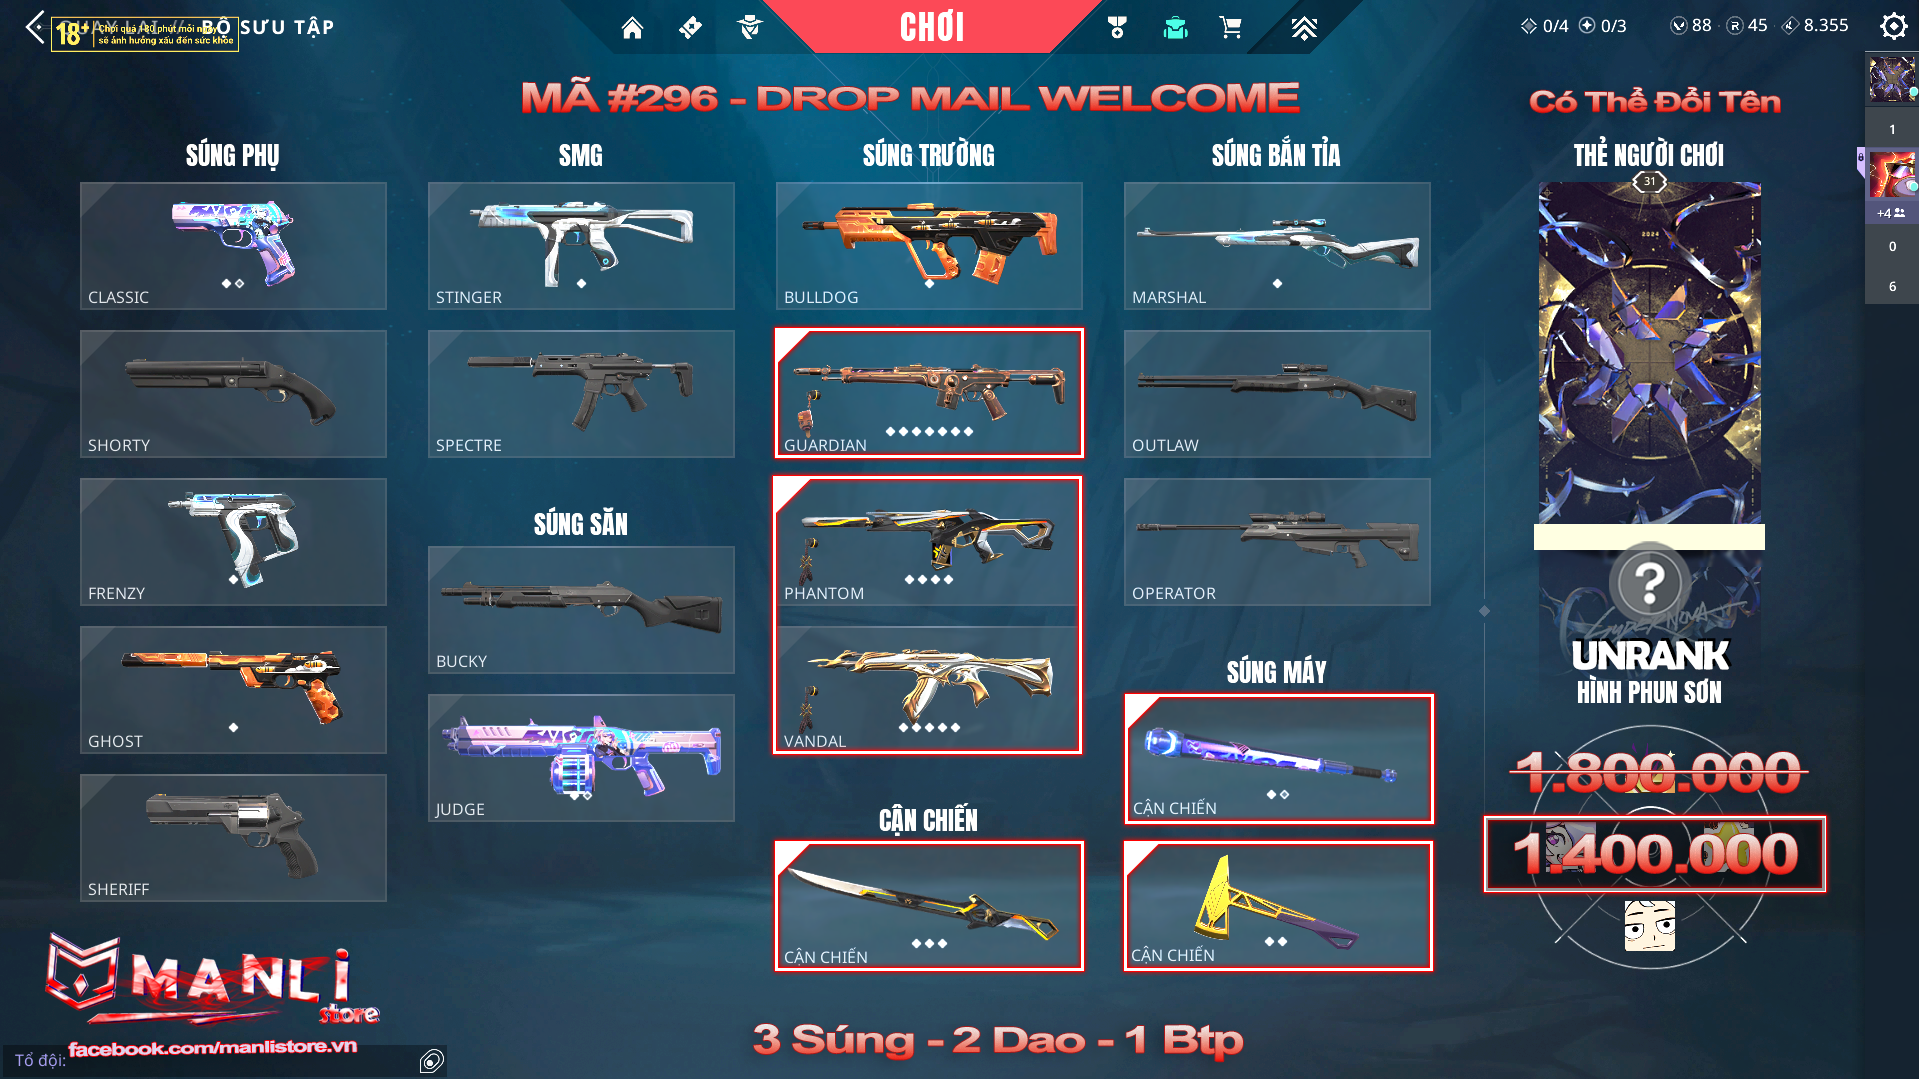 QUAY LẠI // BỘ SƯU TẬP
18+ Chơi quá 180 phút mỗi ngày
sẽ ảnh hưởng xấu đến sức khỏe
CHƠI
0/4 0/3 88 45 8.355
MÃ #296 - DROP MAIL WELCOME
Có Thể Đổi Tên
SÚNG PHỤ
CLASSIC
SHORTY
FRENZY
GHOST
SHERIFF
SMG
STINGER
SPECTRE
SÚNG SĂN
BUCKY
JUDGE
SÚNG TRƯỜNG
BULLDOG
GUARDIAN
PHANTOM
VANDAL
CẬN CHIẾN
CẬN CHIẾN
SÚNG BẮN TỈA
MARSHAL
OUTLAW
OPERATOR
SÚNG MÁY
CẬN CHIẾN
CẬN CHIẾN
THẺ NGƯỜI CHƠI
31
2024
?
UNRANK
HÌNH PHUN SƠN
1.800.000
1.400.000
1
+4
0
6
MANLI
store
facebook.com/manlistore.vn
Tổ đội:
3 Súng - 2 Dao - 1 Btp